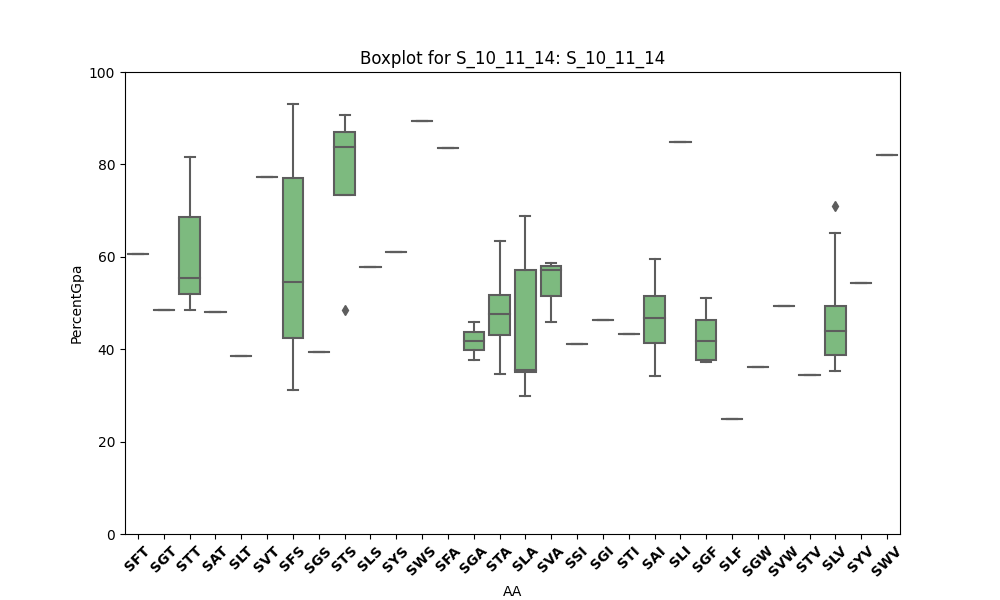 Boxplot for S_10_11_14: S_10_11_14
PercentGpa
100
80
60
40
20
0
SFT SGT STT SAT SLT SVT SFS SGS STS SLS SYS SWS SFA SGA STA SLA SVA SSI SGI STI SAI SLI SGF SLF SGW SVW STV SLV SYV SWV
AA